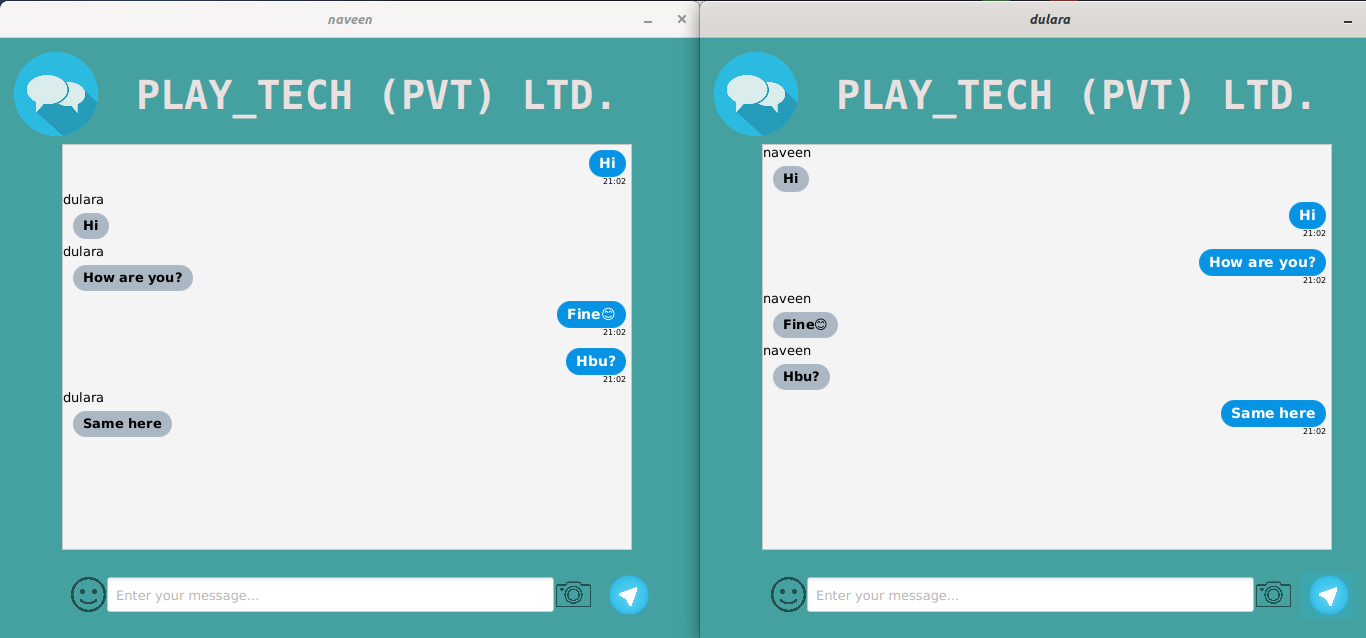 naveen
PLAY_TECH (PVT) LTD.
Hi
21:02
dulara
Hi
dulara
How are you?
Fine😊
21:02
Hbu?
21:02
dulara
Same here
Enter your message...
dulara
PLAY_TECH (PVT) LTD.
naveen
Hi
Hi
21:02
How are you?
21:02
naveen
Fine😊
naveen
Hbu?
Same here
21:02
Enter your message...